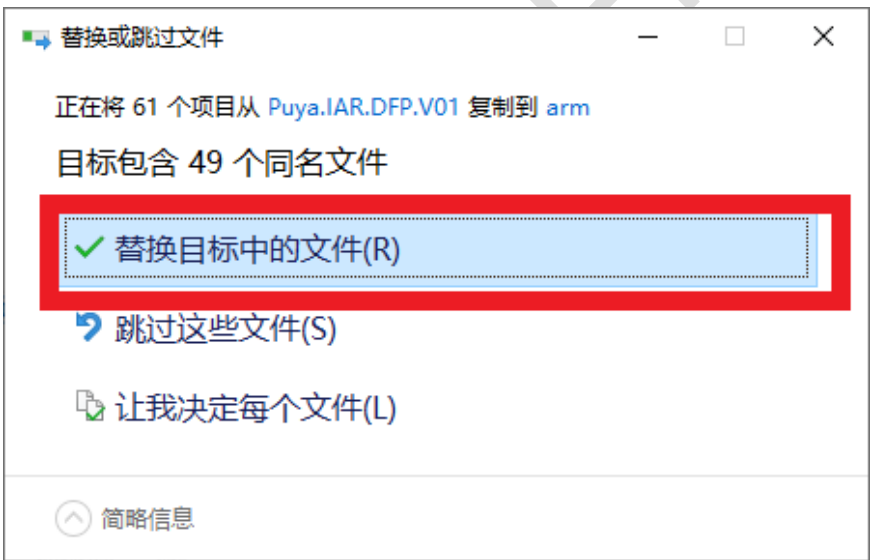 替换或跳过文件
正在将 61 个项目从 Puya.IAR.DFP.V01 复制到 arm
目标包含 49 个同名文件
替换目标中的文件(R)
跳过这些文件(S)
让我决定每个文件(L)
简略信息